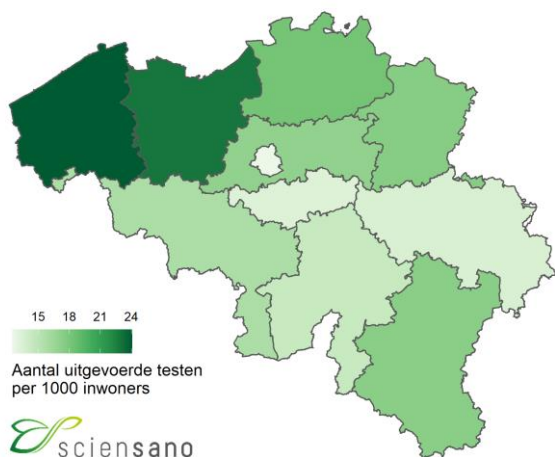 15 18 21 24
Aantal uitgevoerde testen
per 1000 inwoners
sciensano